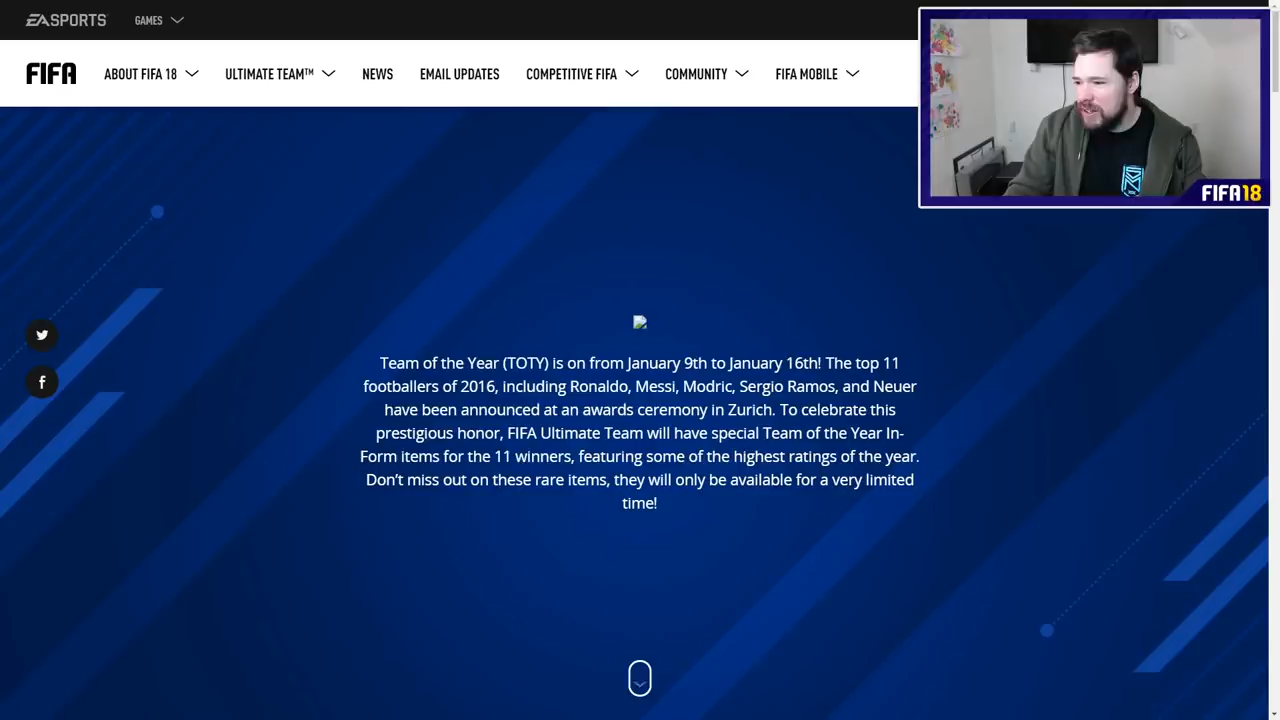 EA SPORTS
GAMES
FIFA
ABOUT FIFA 18
ULTIMATE TEAM™
NEWS
EMAIL UPDATES
COMPETITIVE FIFA
COMMUNITY
FIFA MOBILE
FIFA18
Team of the Year (TOTY) is on from January 9th to January 16th! The top 11
footballers of 2016, including Ronaldo, Messi, Modric, Sergio Ramos, and Neuer
have been announced at an awards ceremony in Zurich. To celebrate this
prestigious honor, FIFA Ultimate Team will have special Team of the Year In-
Form items for the 11 winners, featuring some of the highest ratings of the year.
Don’t miss out on these rare items, they will only be available for a very limited
time!